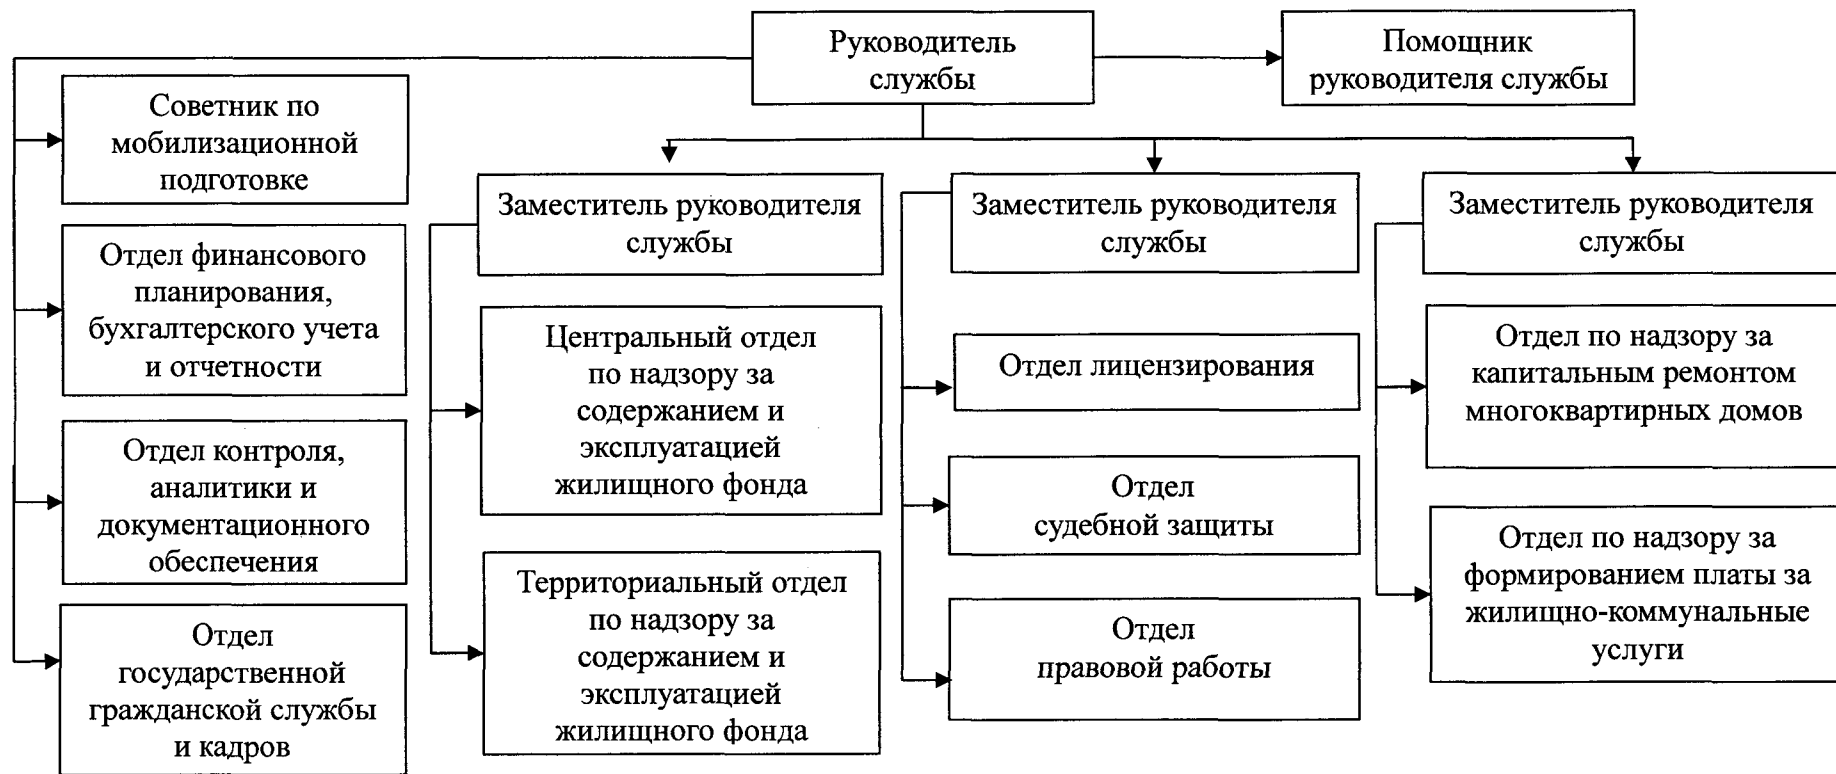 Руководитель
службы
Помощник
руководителя службы
Советник по
мобилизационной
подготовке
Отдел финансового
планирования,
бухгалтерского учета
и отчетности
Отдел контроля,
аналитики и
документационного
обеспечения
Отдел
государственной
гражданской службы
и кадров
Заместитель руководителя
службы
Центральный отдел
по надзору за
содержанием и
эксплуатацией
жилищного фонда
Территориальный отдел
по надзору за
содержанием и
эксплуатацией
жилищного фонда
Заместитель руководителя
службы
Отдел лицензирования
Отдел
судебной защиты
Отдел
правовой работы
Заместитель руководителя
службы
Отдел по надзору за
капитальным ремонтом
многоквартирных домов
Отдел по надзору за
формированием платы за
жилищно-коммунальные
услуги